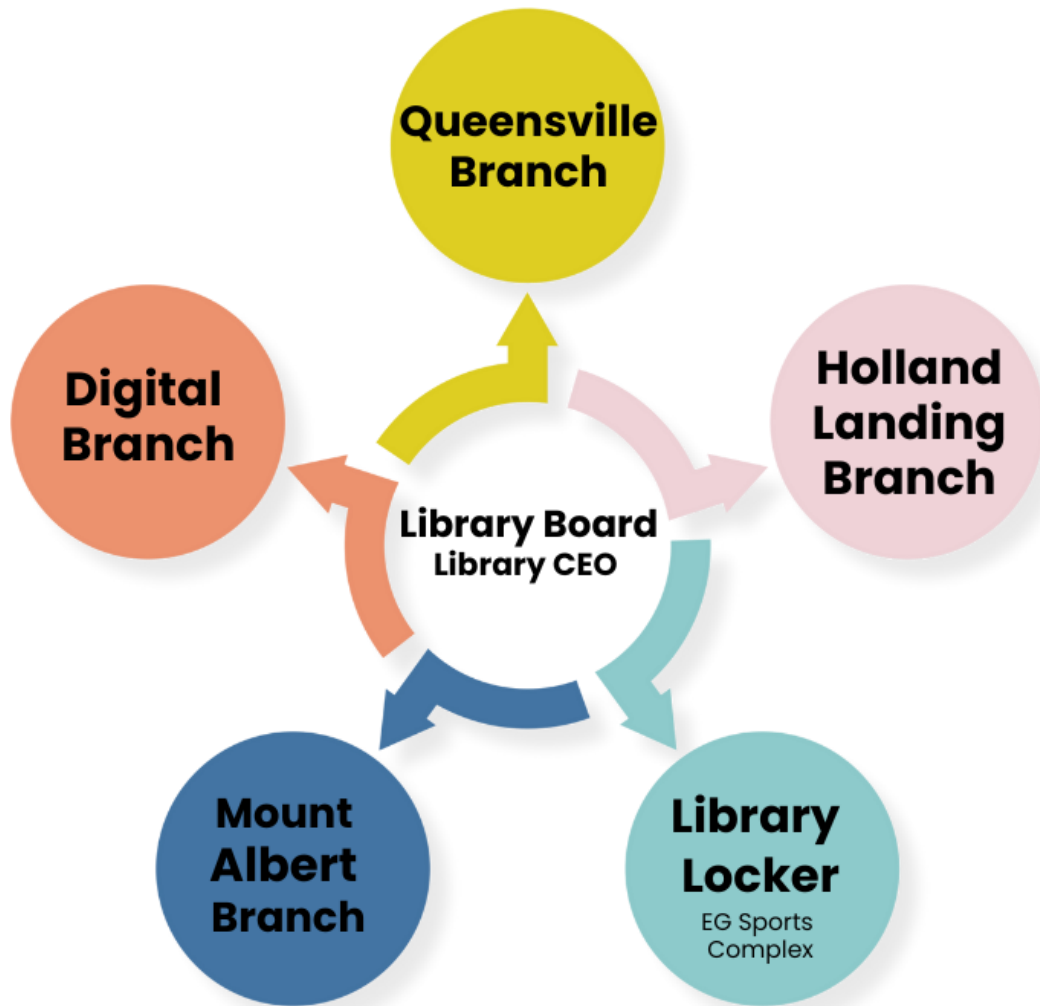 Queensville
Branch
Holland
Landing
Branch
Digital
Branch
Library Board
Library CEO
Mount
Albert
Branch
Library
Locker
EG Sports
Complex